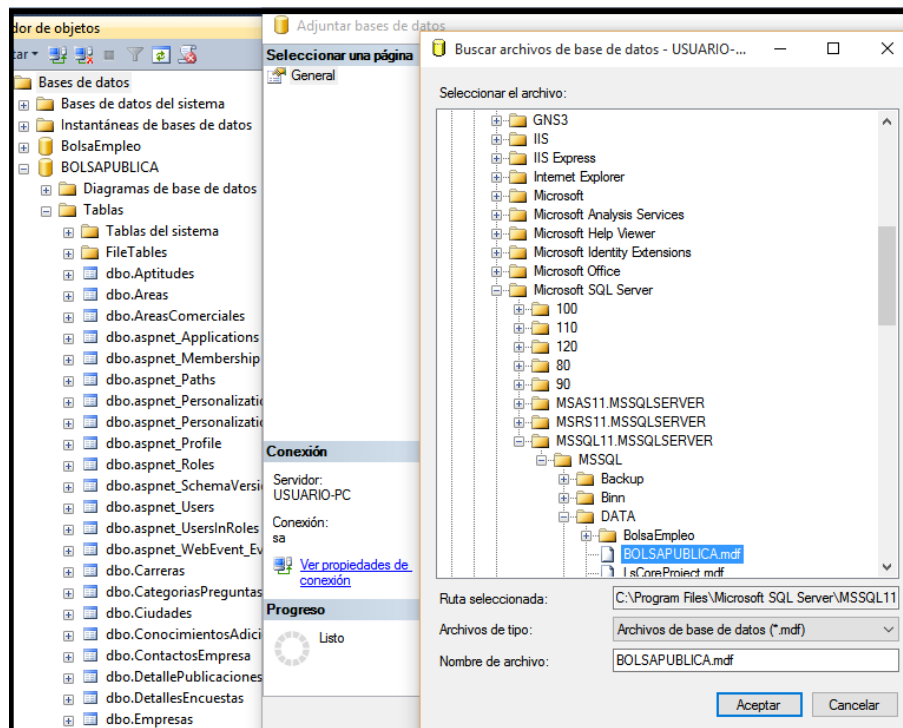 dor de objetos
tar
Bases de datos
Bases de datos del sistema
Instantáneas de bases de datos
BolsaEmpleo
BOLSAPUBLICA
Diagramas de base de datos
Tablas
Tablas del sistema
FileTables
dbo.Aptitudes
dbo.Areas
dbo.AreasComerciales
dbo.aspnet_Applications
dbo.aspnet_Membership
dbo.aspnet_Paths
dbo.aspnet_Personalizatio
dbo.aspnet_Personalizatio
dbo.aspnet_Profile
dbo.aspnet_Roles
dbo.aspnet_SchemaVersi
dbo.aspnet_Users
dbo.aspnet_UsersInRoles
dbo.aspnet_WebEvent_Ev
dbo.Carreras
dbo.CategoriasPreguntas
dbo.Ciudades
dbo.ConocimientosAdici
dbo.ContactosEmpresa
dbo.DetallePublicaciones
dbo.DetallesEncuestas
dbo.Empresas
Adjuntar bases de datos
Seleccionar una página
General
Conexión
Servidor:
USUARIO-PC
Conexión:
sa
Ver propiedades de
conexión
Progreso
Listo
Buscar archivos de base de datos - USUARIO-...
Seleccionar el archivo:
GNS3
IIS
IIS Express
Internet Explorer
Microsoft
Microsoft Analysis Services
Microsoft Help Viewer
Microsoft Identity Extensions
Microsoft Office
Microsoft SQL Server
100
110
120
80
90
MSAS11.MSSQLSERVER
MSRS11.MSSQLSERVER
MSSQL11.MSSQLSERVER
MSSQL
Backup
Binn
DATA
BolsaEmpleo
BOLSAPUBLICA.mdf
LsCoreProject.mdf
Ruta seleccionada:
C:\Program Files\Microsoft SQL Server\MSSQL11
Archivos de tipo:
Archivos de base de datos (*.mdf)
Nombre de archivo:
BOLSAPUBLICA.mdf
Aceptar
Cancelar